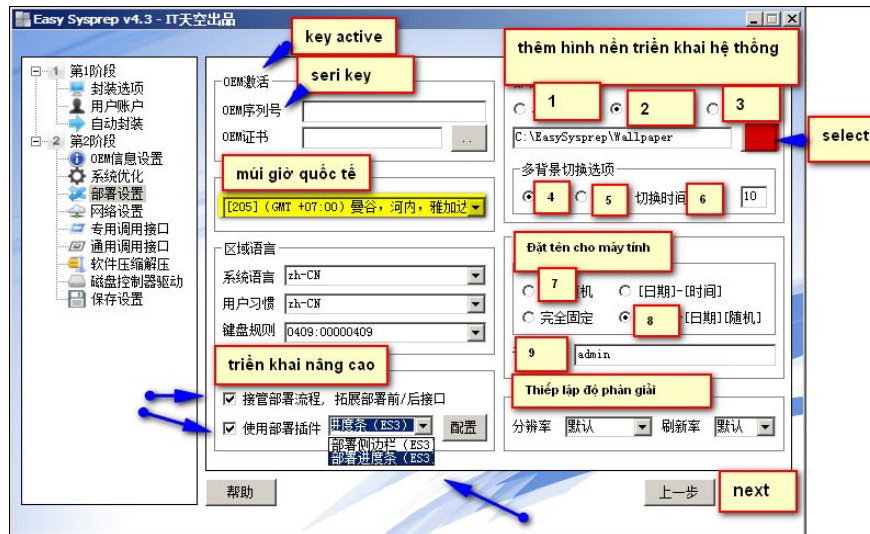 Easy Sysprep v4.3 - IT天空出品
key active
thêm hình nền triển khai hệ thống
第1阶段
封装选项
用户账户
自动封装
第2阶段
OEM信息设置
系统优化
部署设置
网络设置
专用调用接口
通用调用接口
软件压缩解压
磁盘控制器驱动
保存设置
OEM激活
seri key
OEM序列号
OEM证书
..
múi giờ quốc tế
[205] (GMT +07:00) 曼谷，河内，雅加达
区域语言
系统语言 zh-CN
用户习惯 zh-CN
键盘规则 0409:00000409
triển khai nâng cao
接管部署流程, 拓展部署前/后接口
使用部署插件 进度条 (ES3) 配置
部署侧边栏 (ES3
部署进度条 (ES3
1 2 3
C:\EasySysprep\Wallpaper
select
多背景切换选项
4 5 切换时间 6 10
Đặt tên cho máy tính
7 机 [日期]-[时间]
完全固定 8 -[日期][随机]
9 admin
Thiếp lập độ phân giải
分辨率 默认 刷新率 默认
帮助 上一步 next